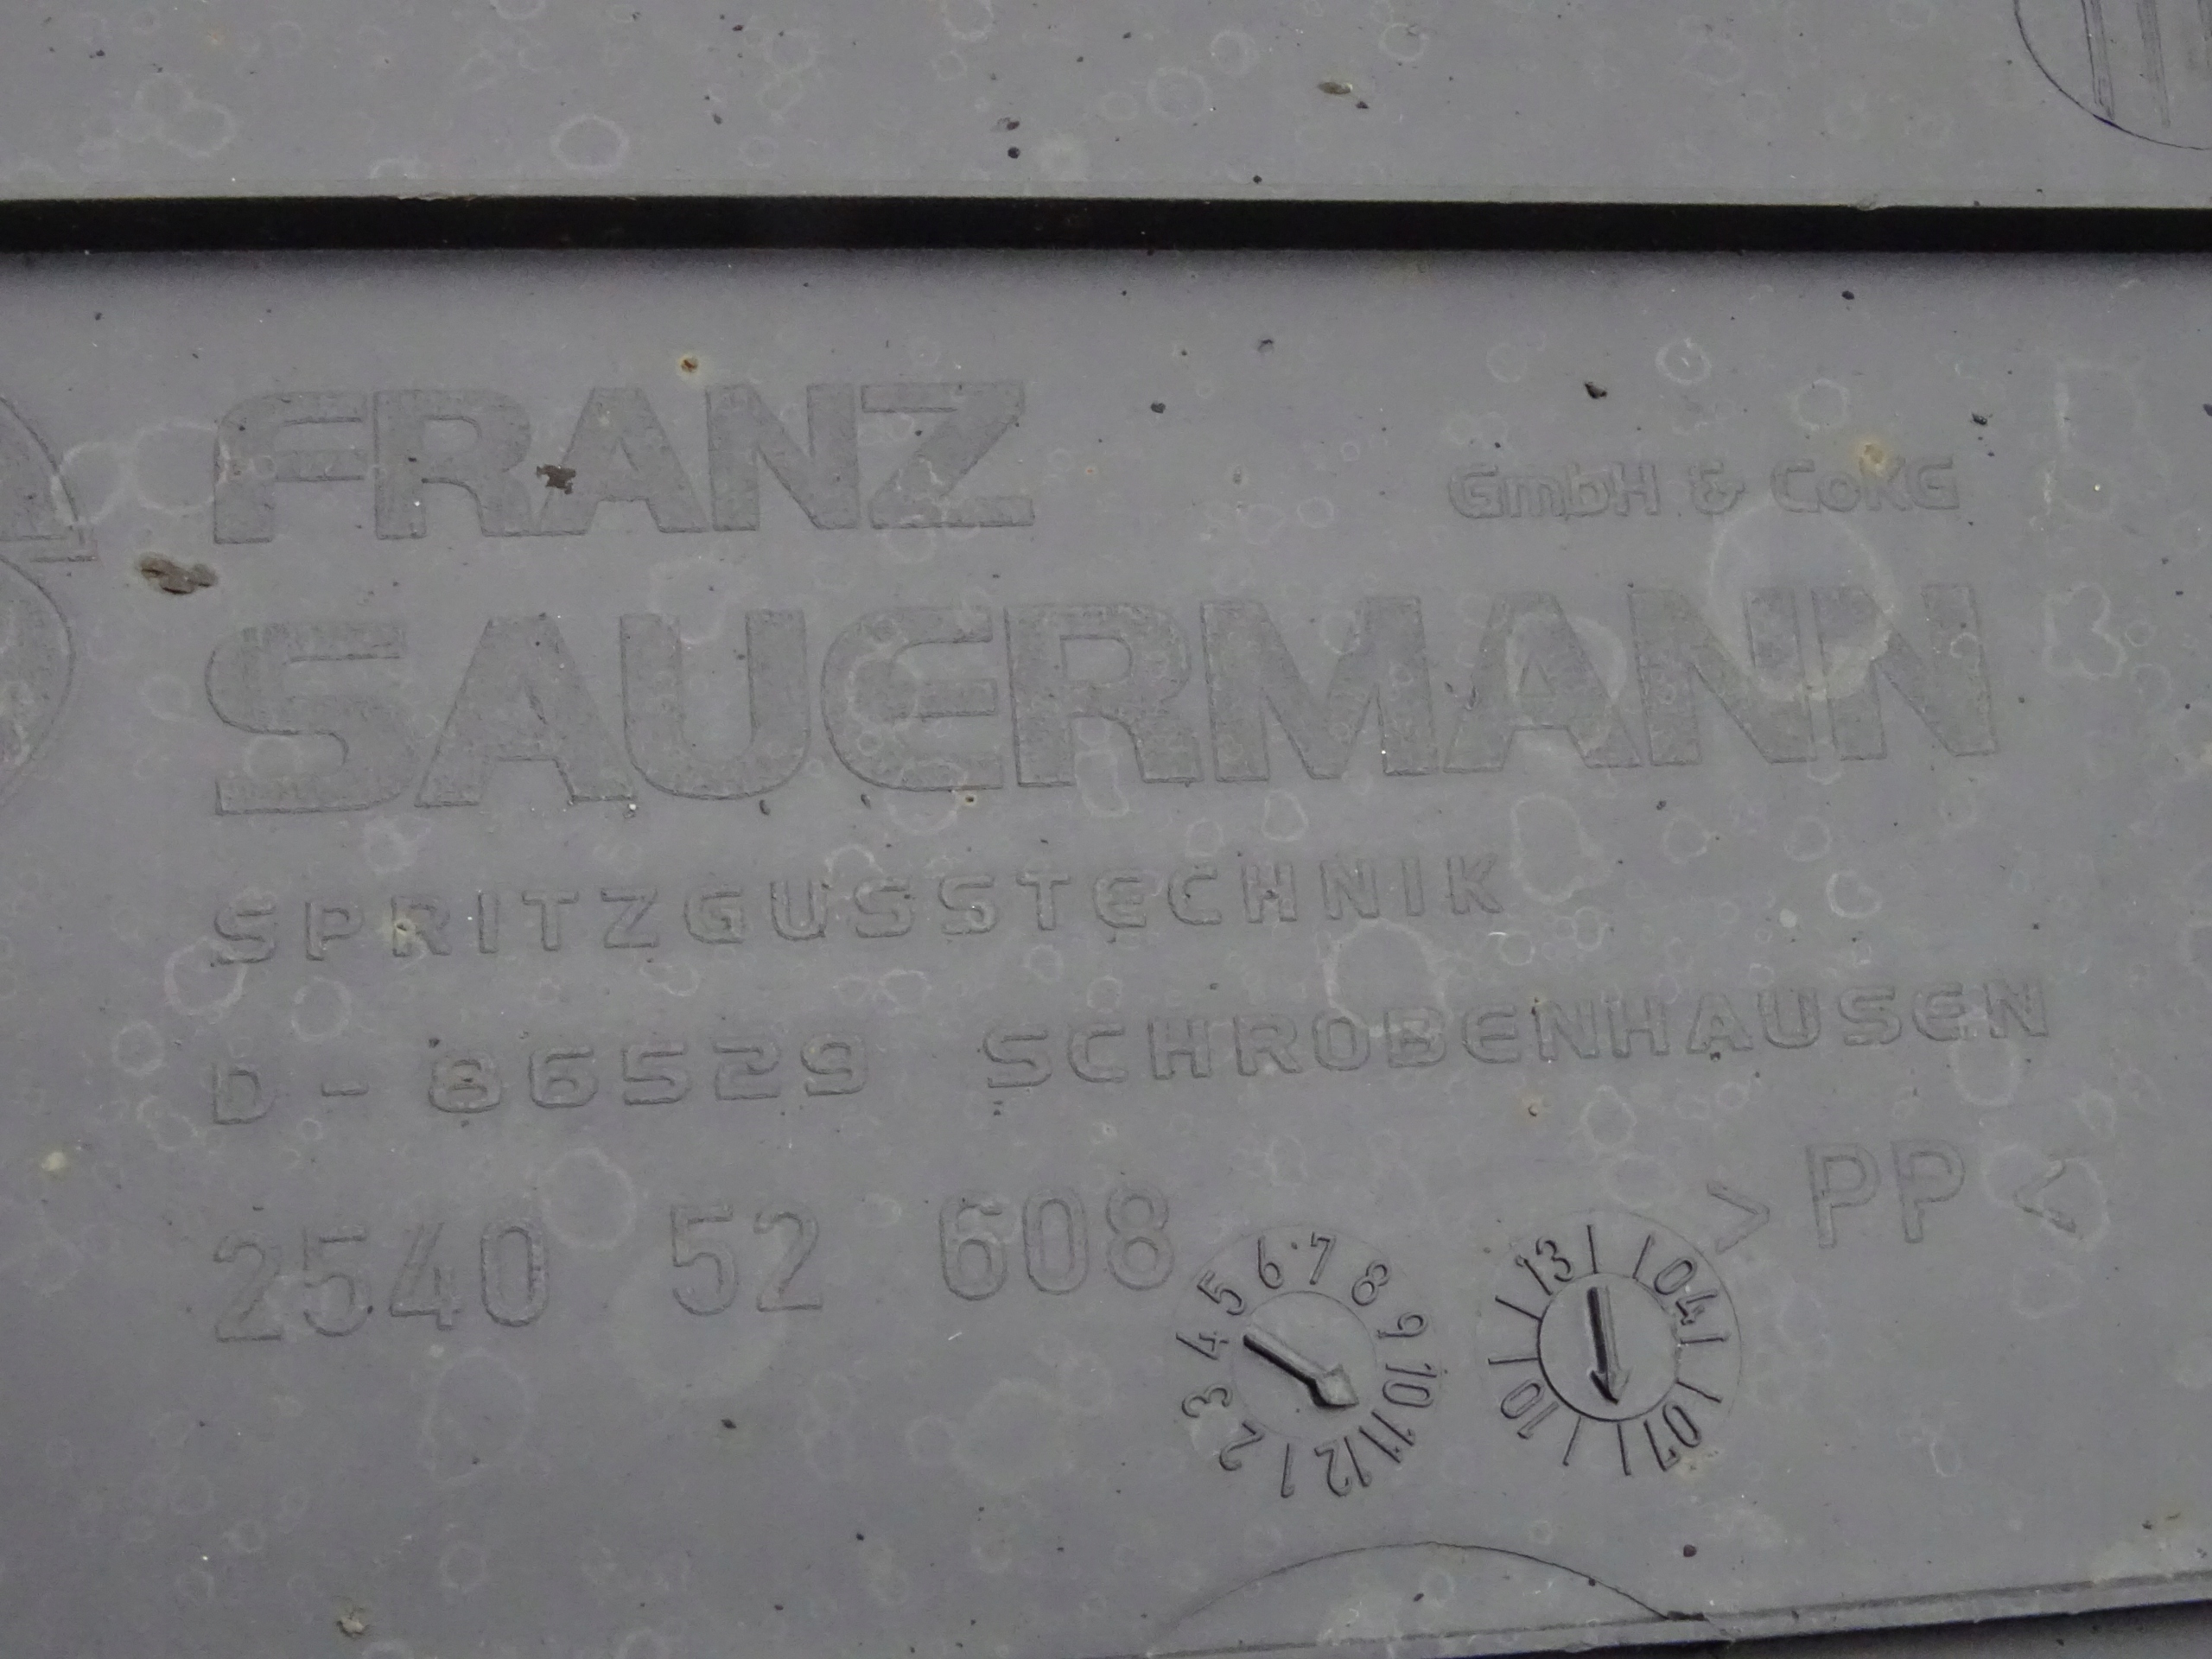 FRANZ
GmbH & CoKG
SAUERMANN
SPRITZGUSSTECHNIK
D - 86529 SCHROBENHAUSEN
2540 52 608
> PP <
1 2 3 4 5 6 7 8 9 10 11 12
04 07 10 13